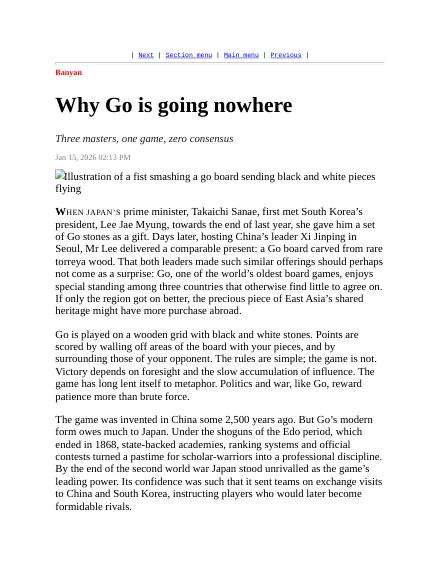 | Next | Section menu | Main menu | Previous |
Banyan
Why Go is going nowhere
Three masters, one game, zero consensus
Jan 15, 2026 02:13 PM
Illustration of a fist smashing a go board sending black and white pieces
flying
WHEN JAPAN'S prime minister, Takaichi Sanae, first met South Korea's
president, Lee Jae Myung, towards the end of last year, she gave him a set
of Go stones as a gift. Days later, hosting China's leader Xi Jinping in
Seoul, Mr Lee delivered a comparable present: a Go board carved from rare
torreya wood. That both leaders made such similar offerings should perhaps
not come as a surprise: Go, one of the world's oldest board games, enjoys
special standing among three countries that otherwise find little to agree on.
If only the region got on better, the precious piece of East Asia's shared
heritage might have more purchase abroad.
Go is played on a wooden grid with black and white stones. Points are
scored by walling off areas of the board with your pieces, and by
surrounding those of your opponent. The rules are simple; the game is not.
Victory depends on foresight and the slow accumulation of influence. The
game has long lent itself to metaphor. Politics and war, like Go, reward
patience more than brute force.
The game was invented in China some 2,500 years ago. But Go's modern
form owes much to Japan. Under the shoguns of the Edo period, which
ended in 1868, state-backed academies, ranking systems and official
contests turned a pastime for scholar-warriors into a professional discipline.
By the end of the second world war Japan stood unrivalled as the game's
leading power. Its confidence was such that it sent teams on exchange visits
to China and South Korea, instructing players who would later become
formidable rivals.